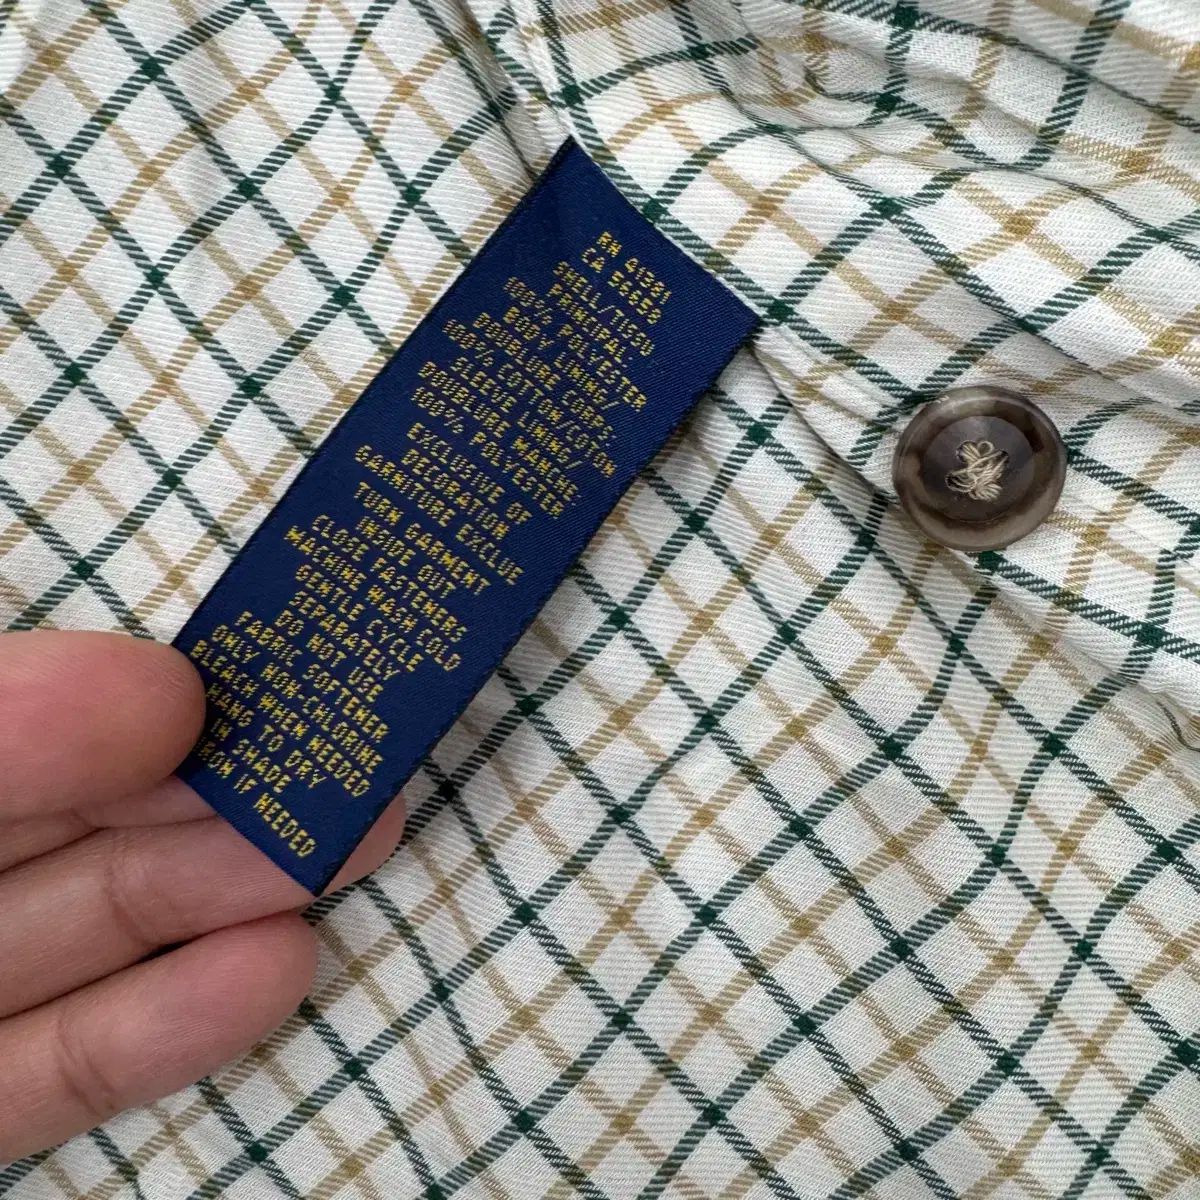 RN 41381
CA 56658
SHELL/TISSU
PRINCIPAL
100% POLYESTER
BODY LINING/
DOUBLURE CORPS
100% COTTON/COTON
SLEEVE LINING/
DOUBLURE MANCHE
100% POLYESTER
EXCLUSIVE OF
DECORATION
GARNITURE EXCLUE
TURN GARMENT
INSIDE OUT
CLOSE FASTENERS
MACHINE WASH COLD
GENTLE CYCLE
SEPARATELY
DO NOT USE
FABRIC SOFTENER
ONLY NON-CHLORINE
BLEACH WHEN NEEDED
HANG TO DRY
IN SHADE
IRON IF NEEDED